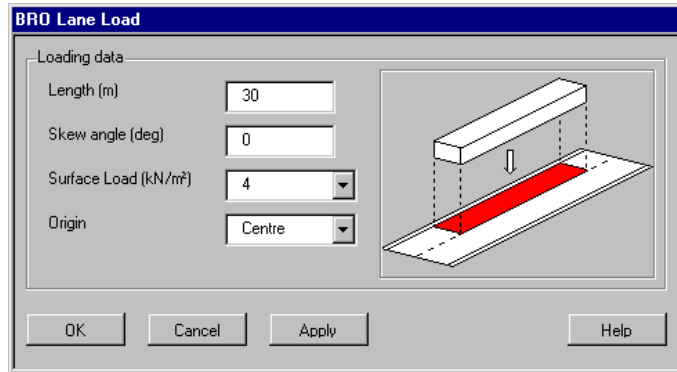 BRO Lane Load
Loading data
Length (m) 30
Skew angle (deg) 0
Surface Load (kN/m²) 4
Origin Centre
OK Cancel Apply Help